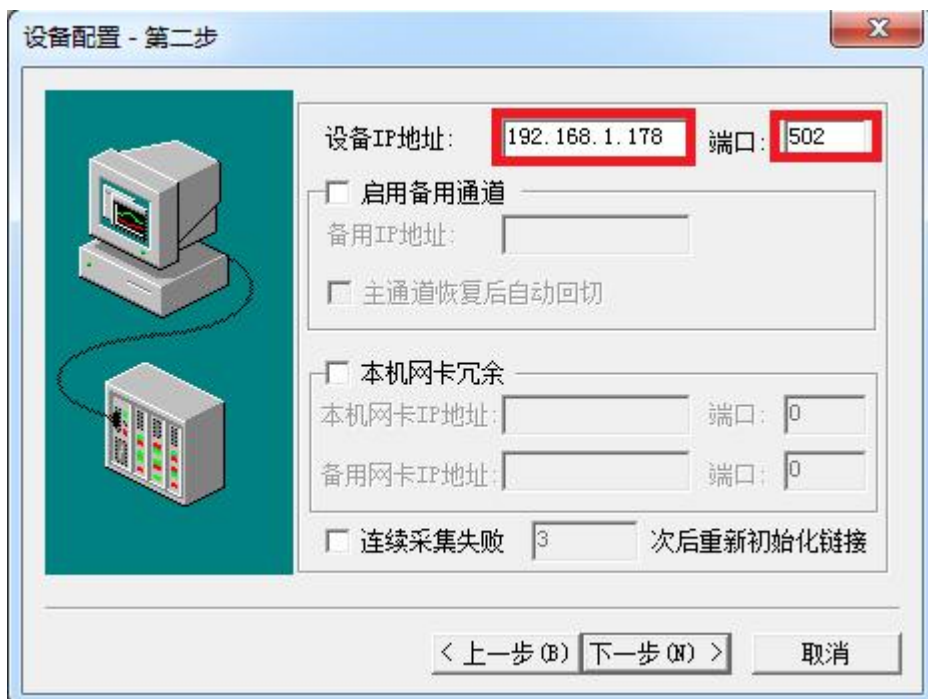 设备配置 - 第二步
设备IP地址: 192.168.1.178 端口: 502
启用备用通道
备用IP地址:
主通道恢复后自动回切
本机网卡冗余
本机网卡IP地址: 端口: 0
备用网卡IP地址: 端口: 0
连续采集失败 3 次后重新初始化链接
< 上一步(B) 下一步(N) > 取消